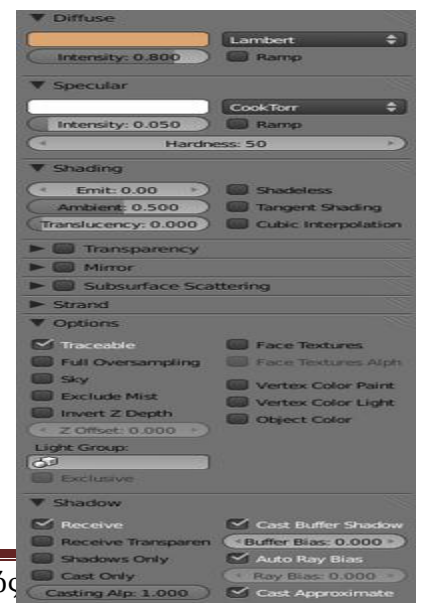 Diffuse
Lambert
Intensity: 0.800 Ramp
Specular
CookTorr
Intensity: 0.050 Ramp
Hardness: 50
Shading
Emit: 0.00 Shadeless
Ambient: 0.500 Tangent Shading
Translucency: 0.000 Cubic Interpolation
Transparency
Mirror
Subsurface Scattering
Strand
Options
Traceable Face Textures
Full Oversampling Face Textures Alph
Sky Vertex Color Paint
Exclude Mist Vertex Color Light
Invert Z Depth Object Color
Z Offset: 0.000
Light Group:
Exclusive
Shadow
Receive Cast Buffer Shadow
Receive Transparen Buffer Bias: 0.000
Shadows Only Auto Ray Bias
Cast Only Ray Bias: 0.000
Casting Alp: 1.000 Cast Approximate